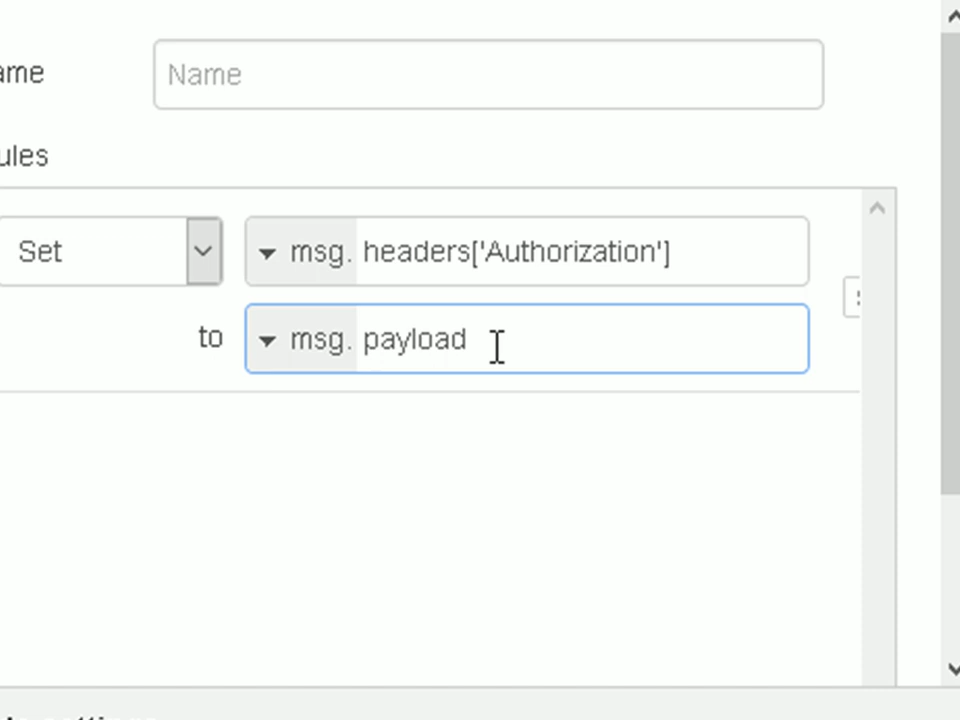 ame Name
ules
Set msg. headers['Authorization']
to msg. payload